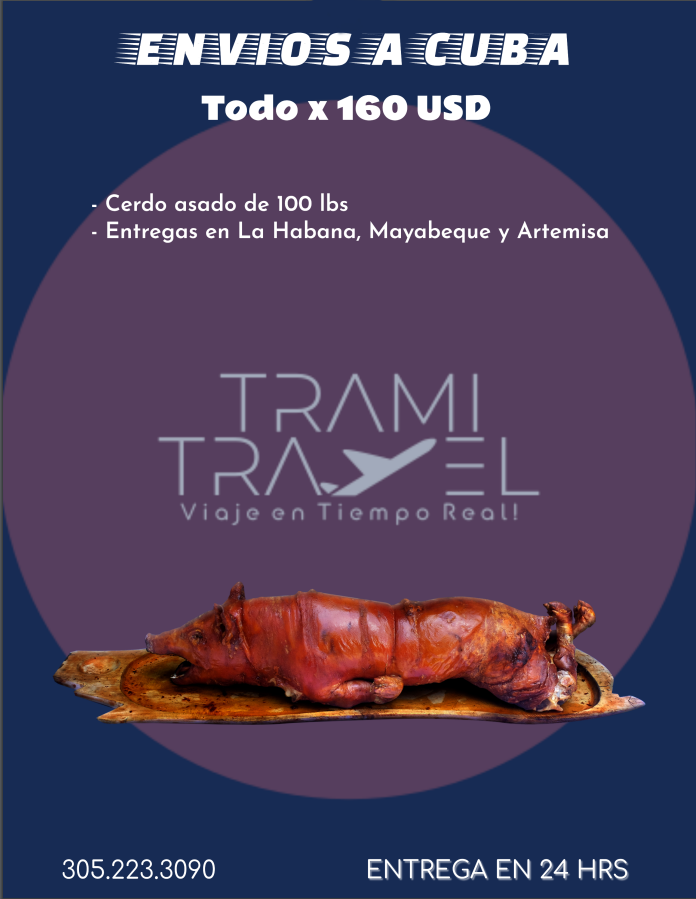 ENVIOS A CUBA
Todo x 160 USD
- Cerdo asado de 100 lbs
- Entregas en La Habana, Mayabeque y Artemisa
TRAMI
TRAVEL
Viaje en Tiempo Real!
305.223.3090
ENTREGA EN 24 HRS